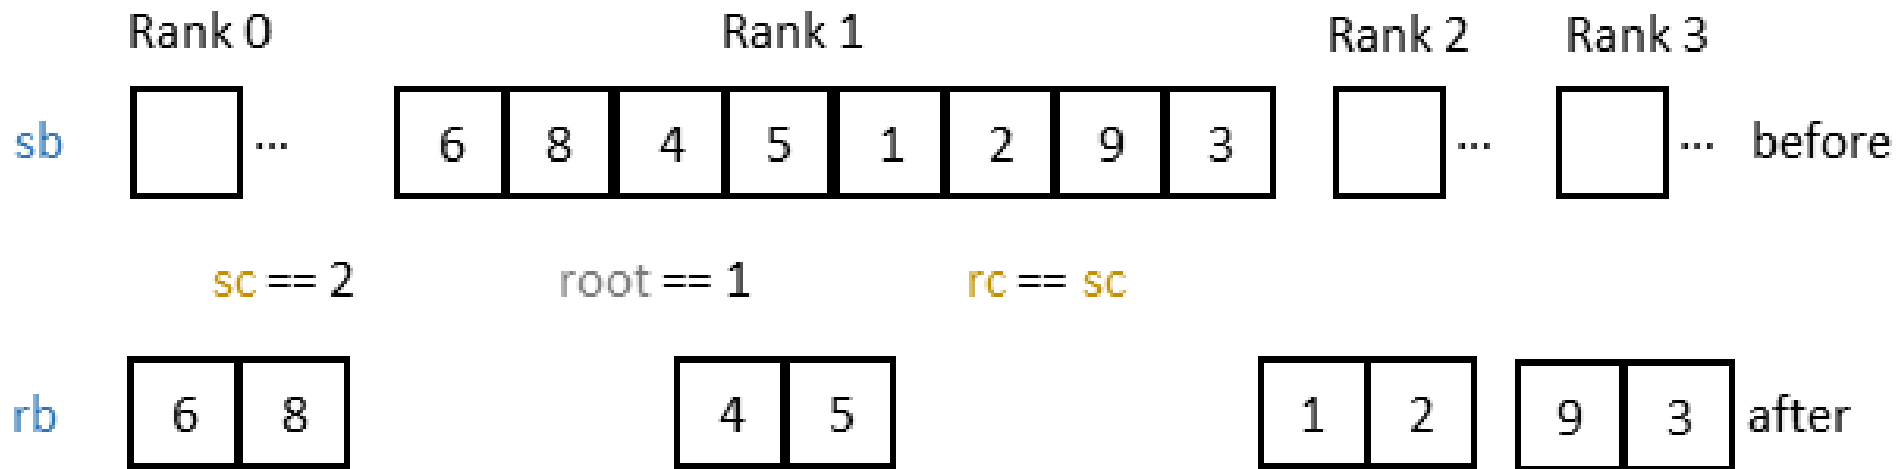 Rank 0 Rank 1 Rank 2 Rank 3
sb ... 6 8 4 5 1 2 9 3 ... ... before
sc == 2 root == 1 rc == sc
rb 6 8 4 5 1 2 9 3 after